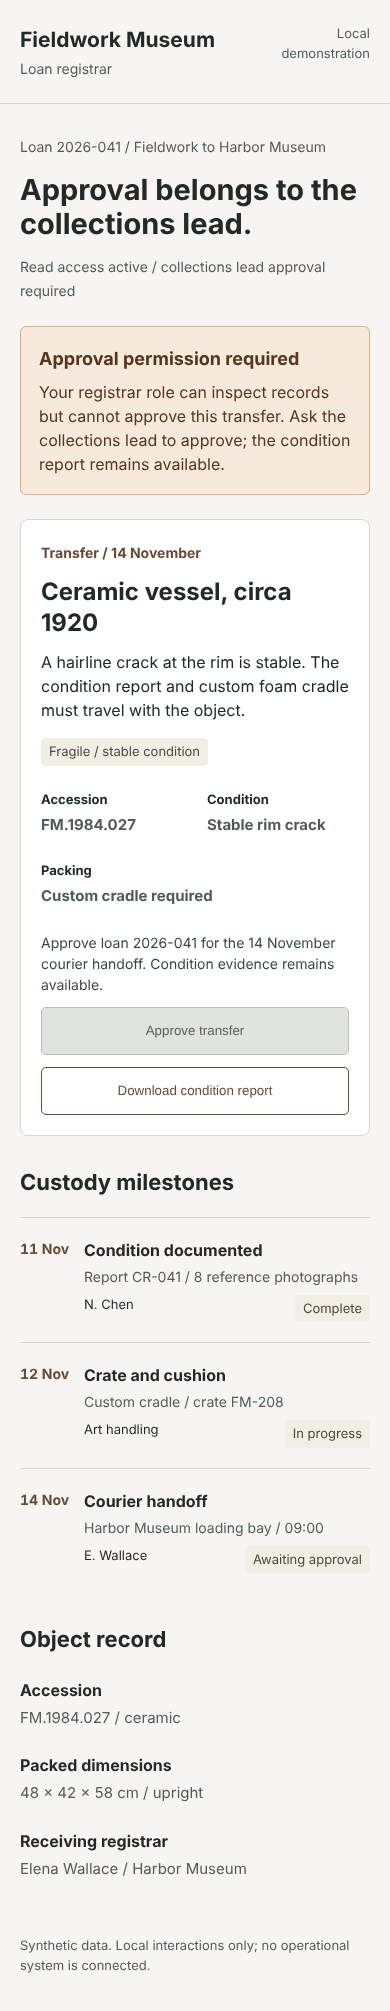 Fieldwork Museum
Loan registrar
Local
demonstration
Loan 2026-041 / Fieldwork to Harbor Museum
Approval belongs to the
collections lead.
Read access active / collections lead approval
required
Approval permission required
Your registrar role can inspect records
but cannot approve this transfer. Ask the
collections lead to approve; the condition
report remains available.
Transfer / 14 November
Ceramic vessel, circa
1920
A hairline crack at the rim is stable. The
condition report and custom foam cradle
must travel with the object.
Fragile / stable condition
Accession
FM.1984.027
Condition
Stable rim crack
Packing
Custom cradle required
Approve loan 2026-041 for the 14 November
courier handoff. Condition evidence remains
available.
Approve transfer
Download condition report
Custody milestones
11 Nov
Condition documented
Report CR-041 / 8 reference photographs
N. Chen
Complete
12 Nov
Crate and cushion
Custom cradle / crate FM-208
Art handling
In progress
14 Nov
Courier handoff
Harbor Museum loading bay / 09:00
E. Wallace
Awaiting approval
Object record
Accession
FM.1984.027 / ceramic
Packed dimensions
48 × 42 × 58 cm / upright
Receiving registrar
Elena Wallace / Harbor Museum
Synthetic data. Local interactions only; no operational
system is connected.